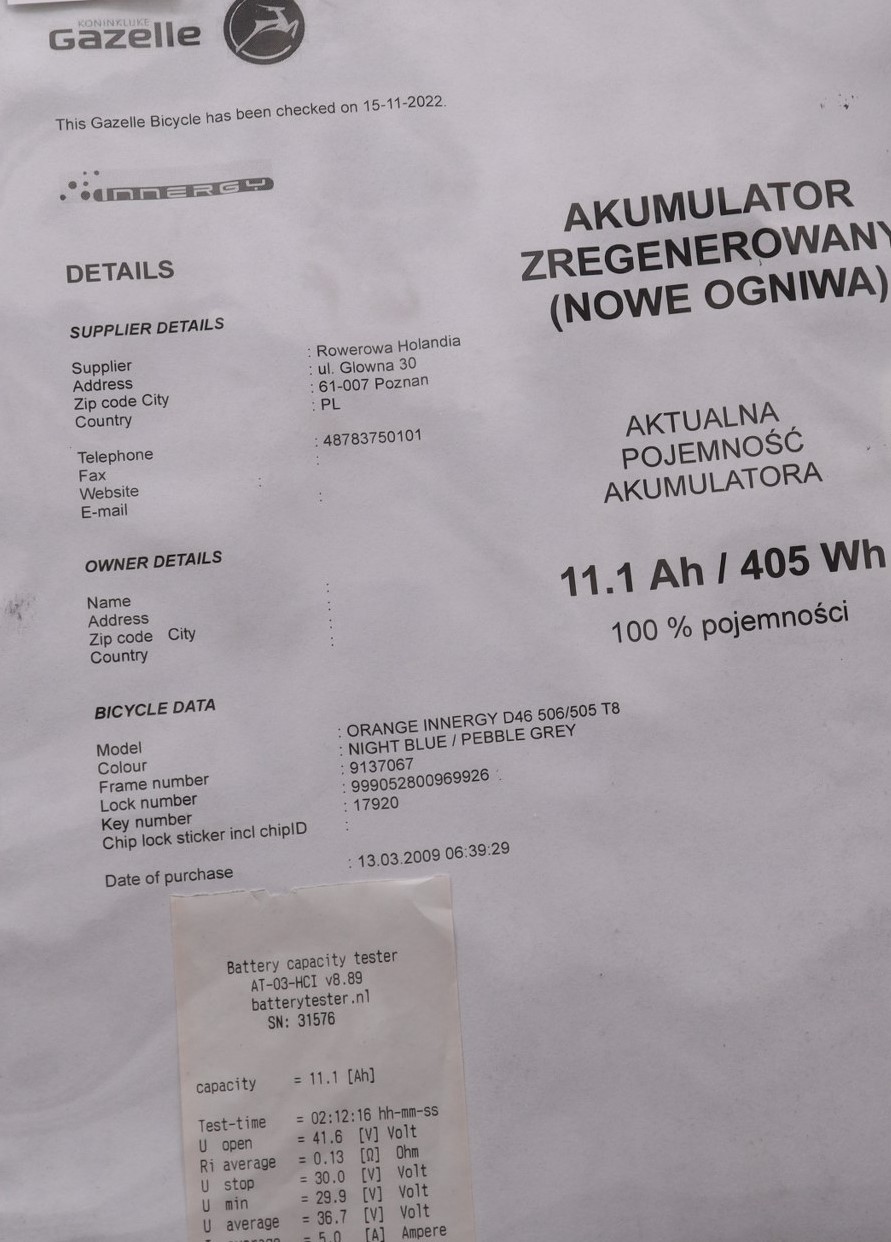 KONINKLIJKE
Gazelle
This Gazelle Bicycle has been checked on 15-11-2022.
INNERGY
DETAILS
SUPPLIER DETAILS
Supplier : Rowerowa Holandia
Address : ul. Glowna 30
Zip code City : 61-007 Poznan
Country : PL
Telephone : 48783750101
Fax :
Website :
E-mail :
OWNER DETAILS
Name :
Address :
Zip code City :
Country :
BICYCLE DATA
Model : ORANGE INNERGY D46 506/505 T8
Colour : NIGHT BLUE / PEBBLE GREY
Frame number : 9137067
Lock number : 999052800969926
Key number : 17920
Chip lock sticker incl chipID :
Date of purchase : 13.03.2009 06:39:29
AKUMULATOR
ZREGENEROWANY
(NOWE OGNIWA)
AKTUALNA
POJEMNOŚĆ
AKUMULATORA
11.1 Ah / 405 Wh
100 % pojemności
Battery capacity tester
AT-03-HCI v8.89
batterytester.nl
SN: 31576
capacity = 11.1 [Ah]
Test-time = 02:12:16 hh-mm-ss
U open = 41.6 [V] Volt
Ri average = 0.13 [Ω] Ohm
U stop = 30.0 [V] Volt
U min = 29.9 [V] Volt
U average = 36.7 [V] Volt
average = 5.0 [A] Ampere